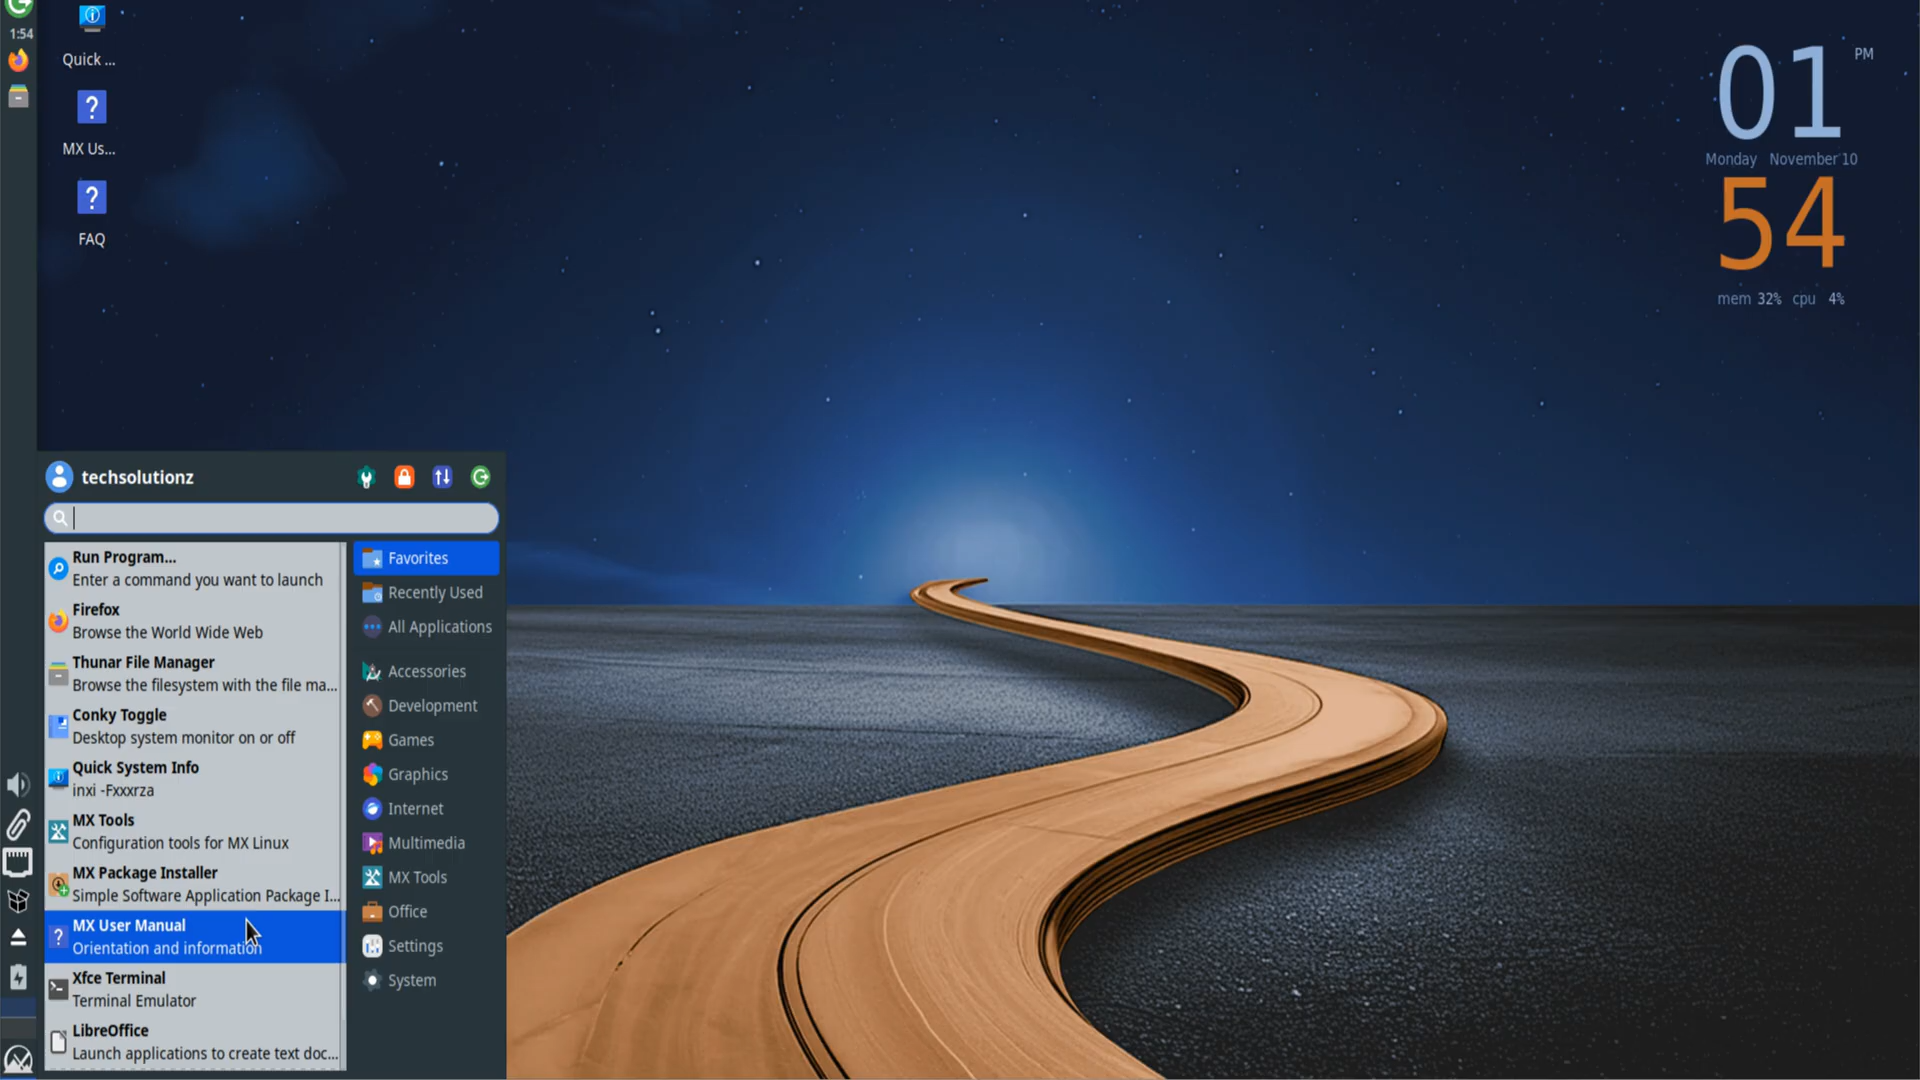 1:54
Quick ...
MX Us...
FAQ
01 PM
Monday November 10
54
mem 32% cpu 4%
techsolutionz
Run Program...
Enter a command you want to launch
Firefox
Browse the World Wide Web
Thunar File Manager
Browse the filesystem with the file ma...
Conky Toggle
Desktop system monitor on or off
Quick System Info
inxi -Fxxxrza
MX Tools
Configuration tools for MX Linux
MX Package Installer
Simple Software Application Package I...
MX User Manual
Orientation and information
Xfce Terminal
Terminal Emulator
LibreOffice
Launch applications to create text doc...
Favorites
Recently Used
All Applications
Accessories
Development
Games
Graphics
Internet
Multimedia
MX Tools
Office
Settings
System